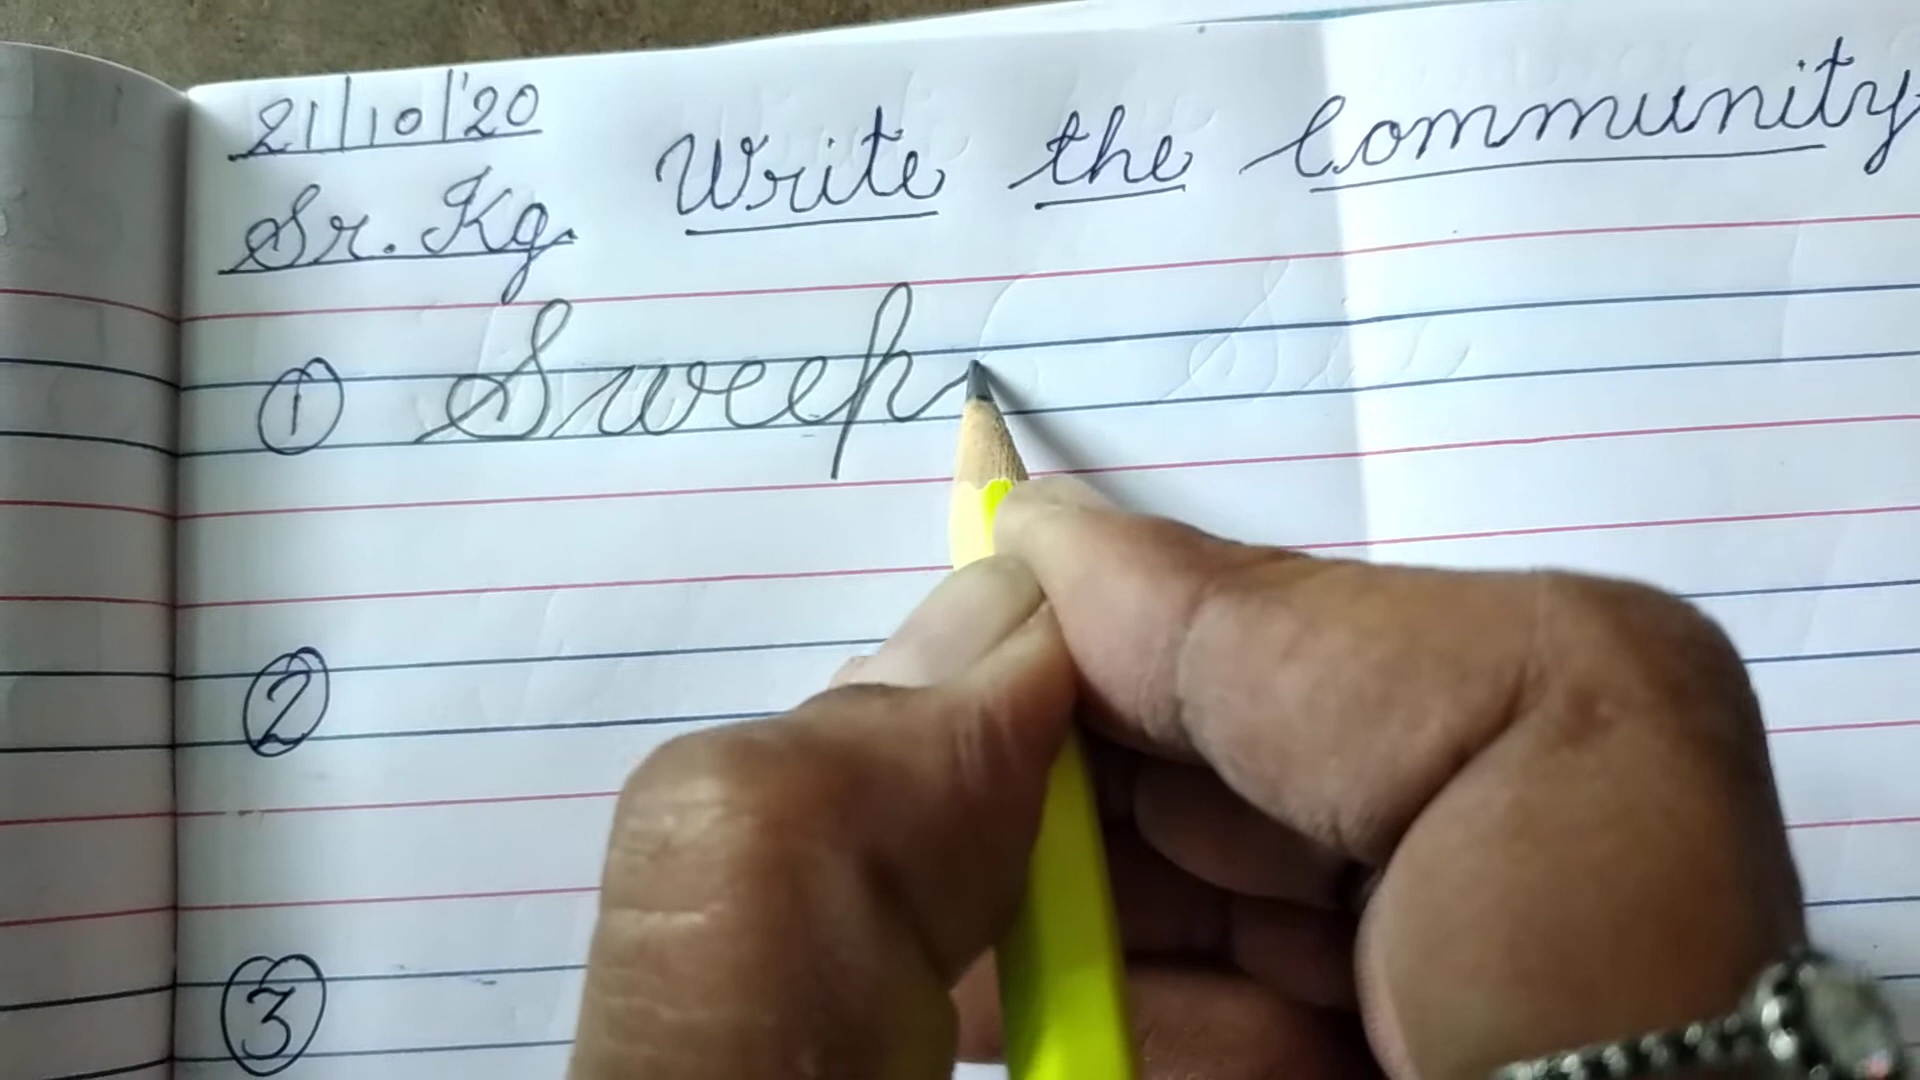 21/10/'20
Sr. Kg. Write the Community
① Sweep
②
③